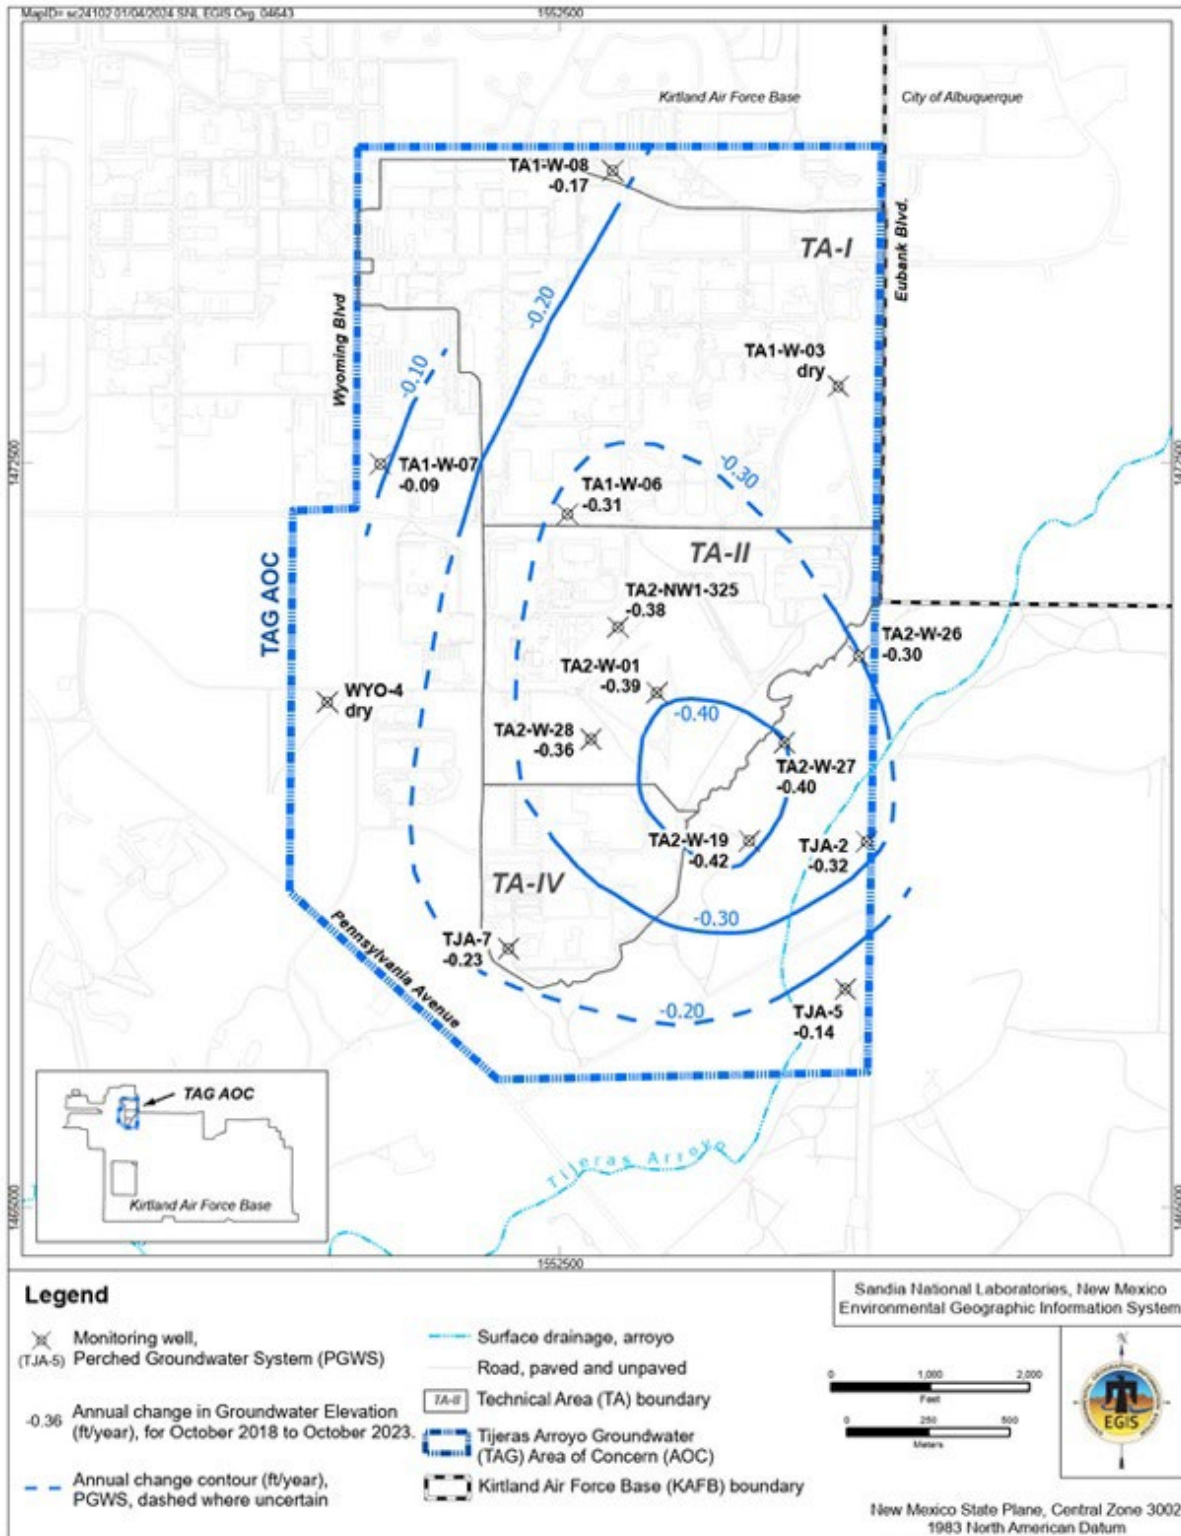 MapID= sc24102 01/04/2024 SNL EGIS Org. 04643
1552500
Kirtland Air Force Base
City of Albuquerque
TA1-W-08
-0.17
TA-I
Eubank Blvd.
-0.20
Wyoming Blvd
TA1-W-03
dry
-0.10
1472500
1472500
TA1-W-07
-0.09
-0.30
TA1-W-06
-0.31
TA-II
TAG AOC
TA2-NW1-325
-0.38
TA2-W-26
-0.30
TA2-W-01
-0.39
WYO-4
dry
-0.40
TA2-W-28
-0.36
TA2-W-27
-0.40
TA2-W-19
-0.42
TJA-2
-0.32
TA-IV
-0.30
Pennsylvania Avenue
TJA-7
-0.23
-0.20
TJA-5
-0.14
TAG AOC
Tijeras Arroyo
Kirtland Air Force Base
1465000
1465000
1552500
Legend
(TJA-5)
Monitoring well,
Perched Groundwater System (PGWS)
-0.36
Annual change in Groundwater Elevation
(ft/year), for October 2018 to October 2023.
Annual change contour (ft/year),
PGWS, dashed where uncertain
Surface drainage, arroyo
Road, paved and unpaved
TA-II
Technical Area (TA) boundary
Tijeras Arroyo Groundwater
(TAG) Area of Concern (AOC)
Kirtland Air Force Base (KAFB) boundary
Sandia National Laboratories, New Mexico
Environmental Geographic Information System
0 1,000 2,000
Feet
0 250 500
Meters
N
EGIS
New Mexico State Plane, Central Zone 3002
1983 North American Datum